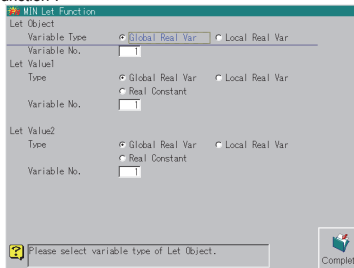 MIN Let Function
Let Object
Variable Type Global Real Var Local Real Var
Variable No. 1
Let Value1
Type Global Real Var Local Real Var
Real Constant
Variable No. 1
Let Value2
Type Global Real Var Local Real Var
Real Constant
Variable No. 1
Please select variable type of Let Object.
Complet